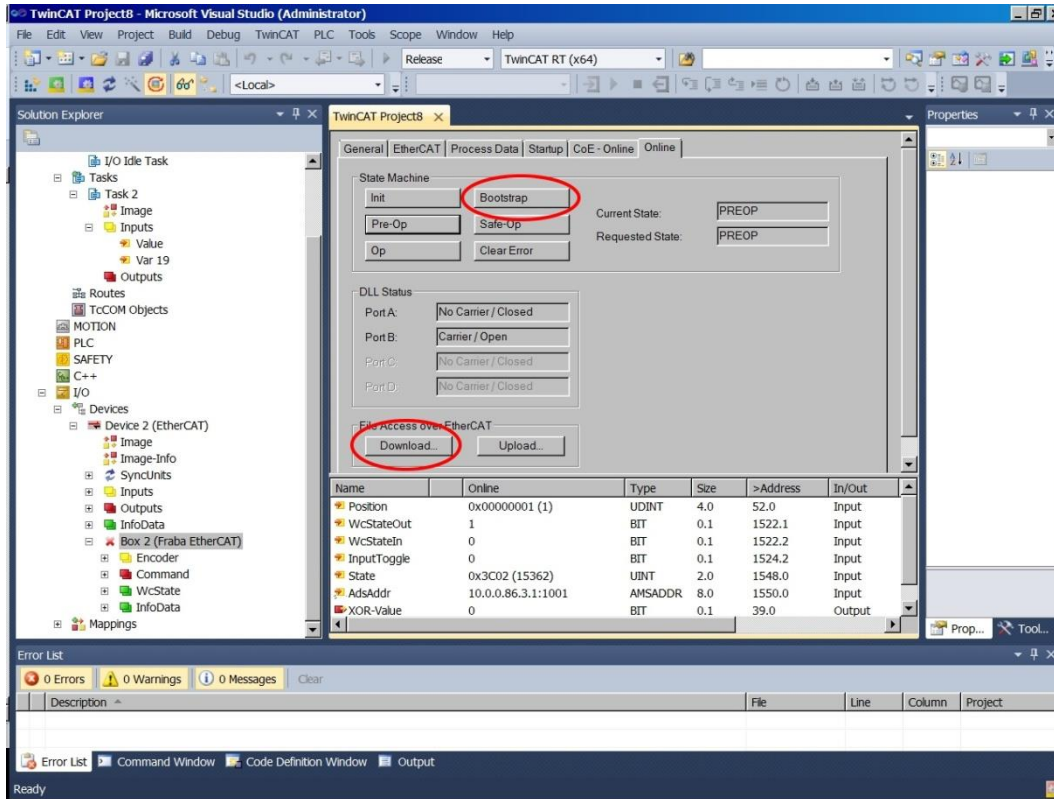 TwinCAT Project8 - Microsoft Visual Studio (Administrator)
File Edit View Project Build Debug TwinCAT PLC Tools Scope Window Help
Release TwinCAT RT (x64)
<Local>
Solution Explorer
I/O Idle Task
Tasks
Task 2
Image
Inputs
Value
Var 19
Outputs
Routes
TcCOM Objects
MOTION
PLC
SAFETY
C++
I/O
Devices
Device 2 (EtherCAT)
Image
Image-Info
SyncUnits
Inputs
Outputs
InfoData
Box 2 (Fraba EtherCAT)
Encoder
Command
WcState
InfoData
Mappings
TwinCAT Project8
General EtherCAT Process Data Startup CoE - Online Online
State Machine
Init Bootstrap
Pre-Op Safe-Op
Op Clear Error
Current State: PREOP
Requested State: PREOP
DLL Status
Port A: No Carrier / Closed
Port B: Carrier / Open
Port C: No Carrier / Closed
Port D: No Carrier / Closed
File Access over EtherCAT
Download... Upload...
Name Online Type Size >Address In/Out
Position 0x00000001 (1) UDINT 4.0 52.0 Input
WcStateOut 1 BIT 0.1 1522.1 Input
WcStateIn 0 BIT 0.1 1522.2 Input
InputToggle 0 BIT 0.1 1524.2 Input
State 0x3C02 (15362) UINT 2.0 1548.0 Input
AdsAddr 10.0.0.86.3.1:1001 AMSADDR 8.0 1550.0 Input
XOR-Value 0 BIT 0.1 39.0 Output
Properties
Prop... Tool...
Error List
0 Errors 0 Warnings 0 Messages Clear
Description File Line Column Project
Error List Command Window Code Definition Window Output
Ready